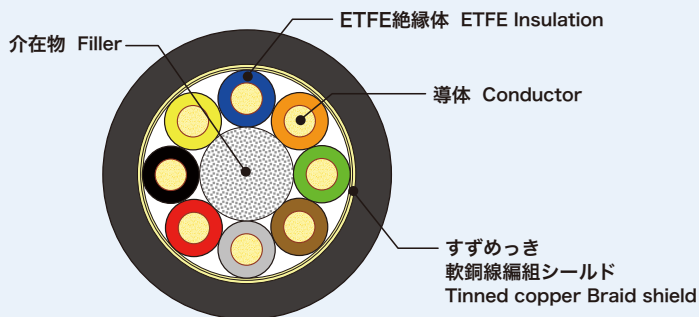 ETFE絶縁体 ETFE Insulation
介在物 Filler
導体 Conductor
すずめっき
軟銅線編組シールド
Tinned copper Braid shield